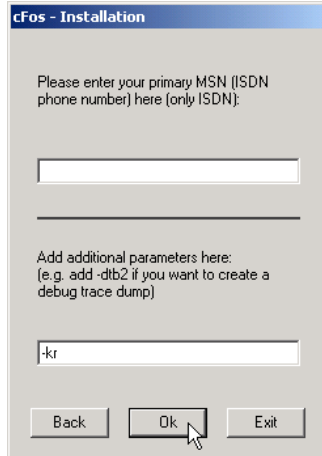 cFos - Installation
Please enter your primary MSN (ISDN
phone number) here (only ISDN):
Add additional parameters here:
(e.g. add -dtb2 if you want to create a
debug trace dump)
-kr
Back Ok Exit